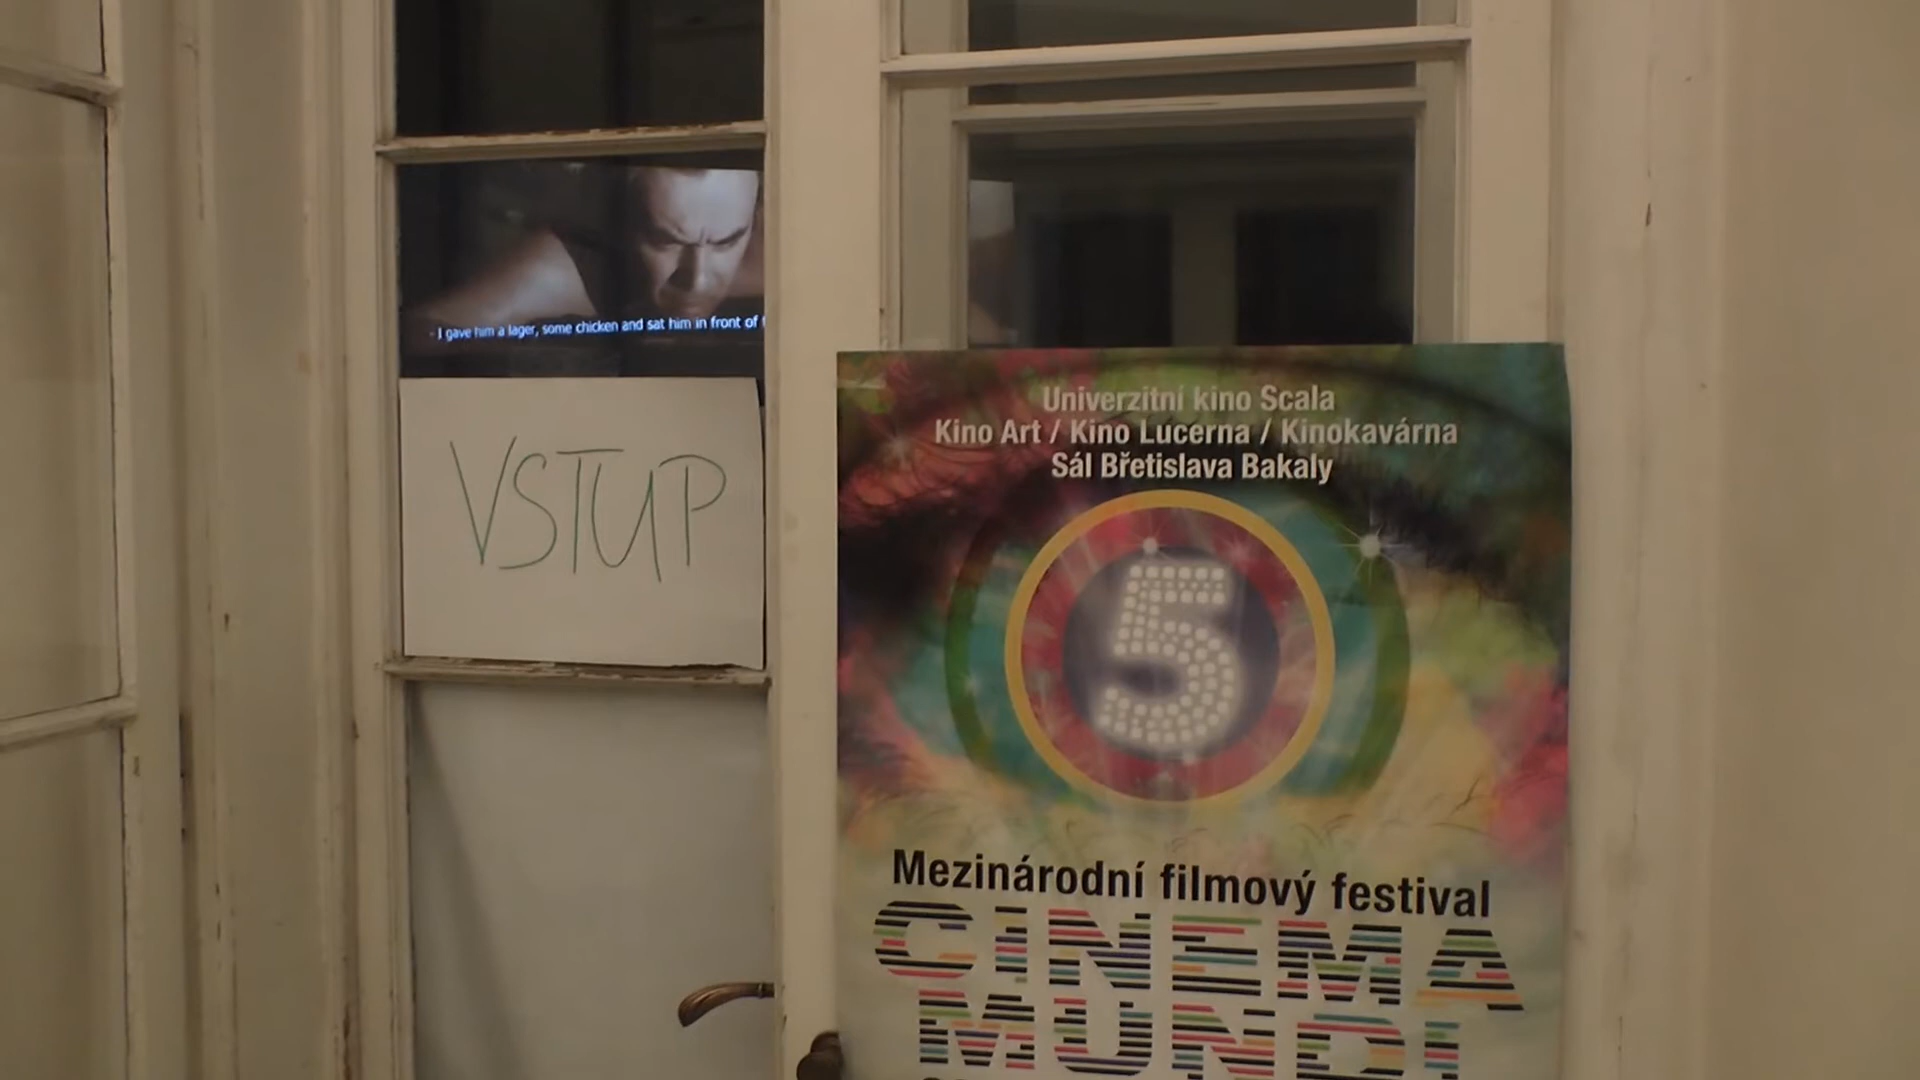 - I gave him a lager, some chicken and sat him in front of
VSTUP
Univerzitní kino Scala
Kino Art / Kino Lucerna / Kinokavárna
Sál Břetislava Bakaly
5
Mezinárodní filmový festival
CINEMA
MUNDI